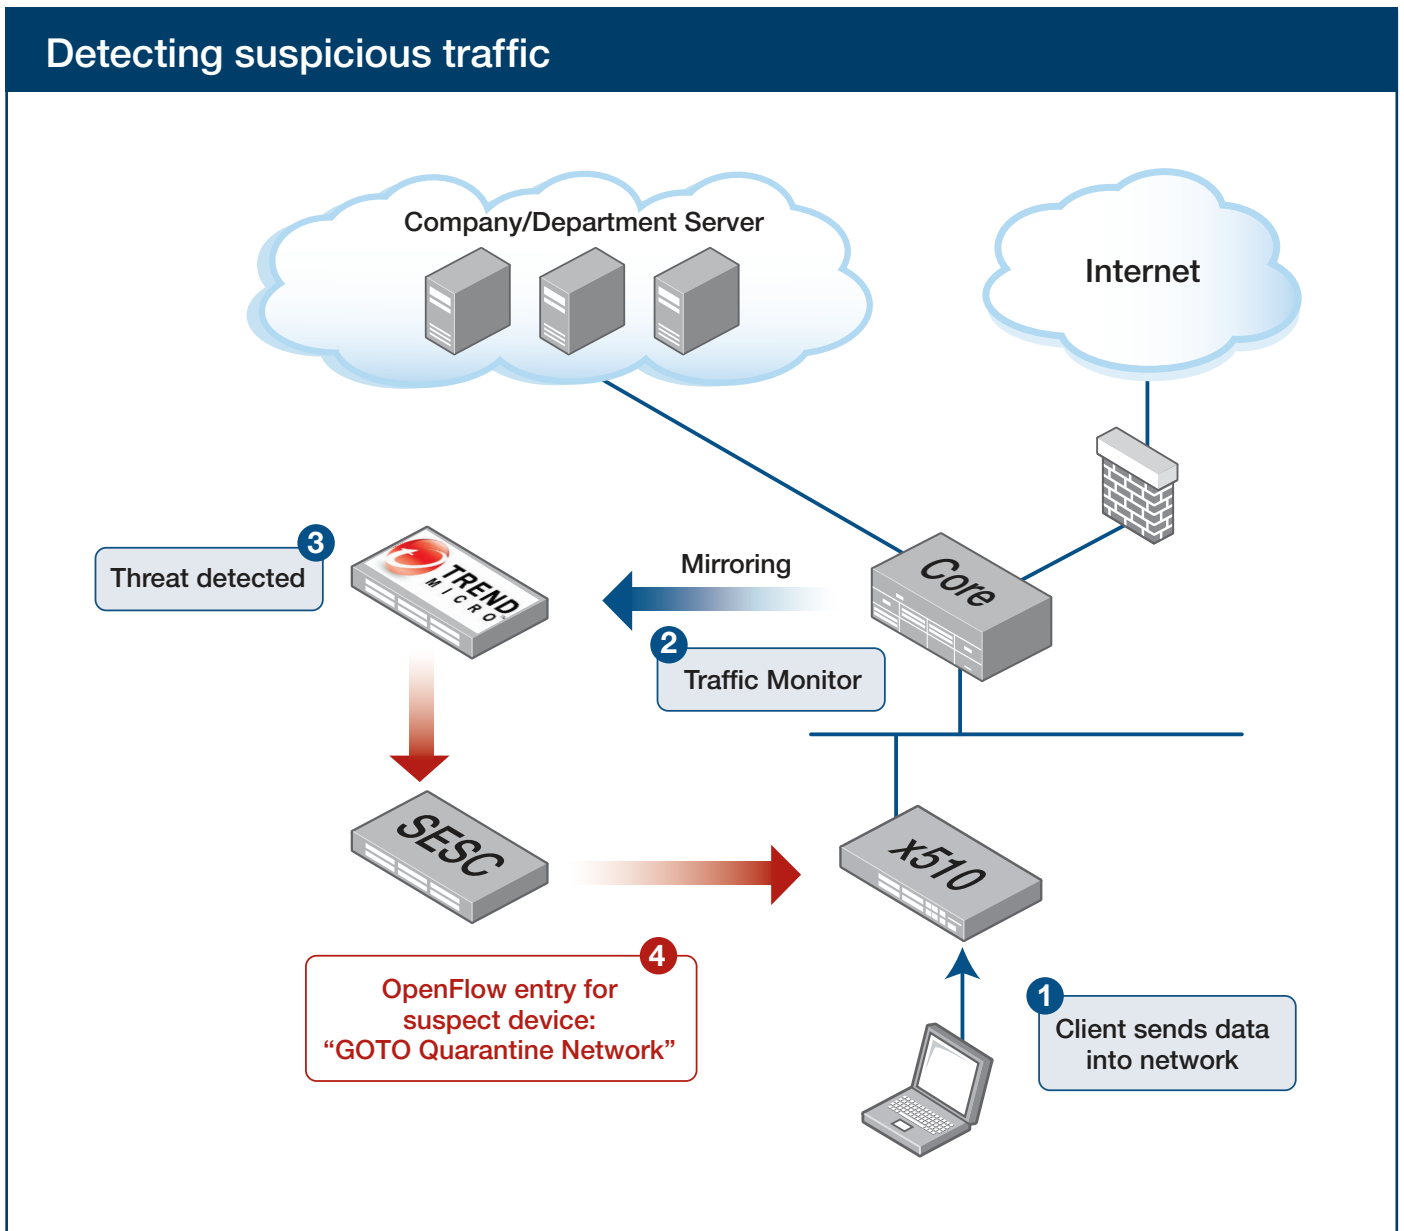 Detecting suspicious traffic
Company/Department Server
Internet
3
Threat detected
TREND
MICRO
Mirroring
Core
2
Traffic Monitor
SESC
x510
4
OpenFlow entry for
suspect device:
“GOTO Quarantine Network”
1
Client sends data
into network